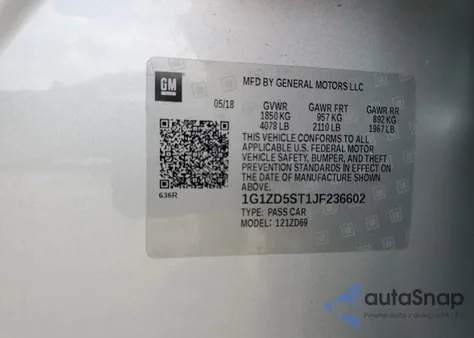 GM
MFD BY GENERAL MOTORS LLC
05/18 GVWR GAWR FRT GAWR RR
1850 KG 957 KG 892 KG
4078 LB 2110 LB 1967 LB
THIS VEHICLE CONFORMS TO ALL
APPLICABLE U.S. FEDERAL MOTOR
VEHICLE SAFETY, BUMPER, AND THEFT
PREVENTION STANDARDS IN EFFECT ON
THE DATE OF MANUFACTURE SHOWN
ABOVE.
636R
1G1ZD5ST1JF236602
TYPE: PASS CAR
MODEL: 121ZD69
autoSnap